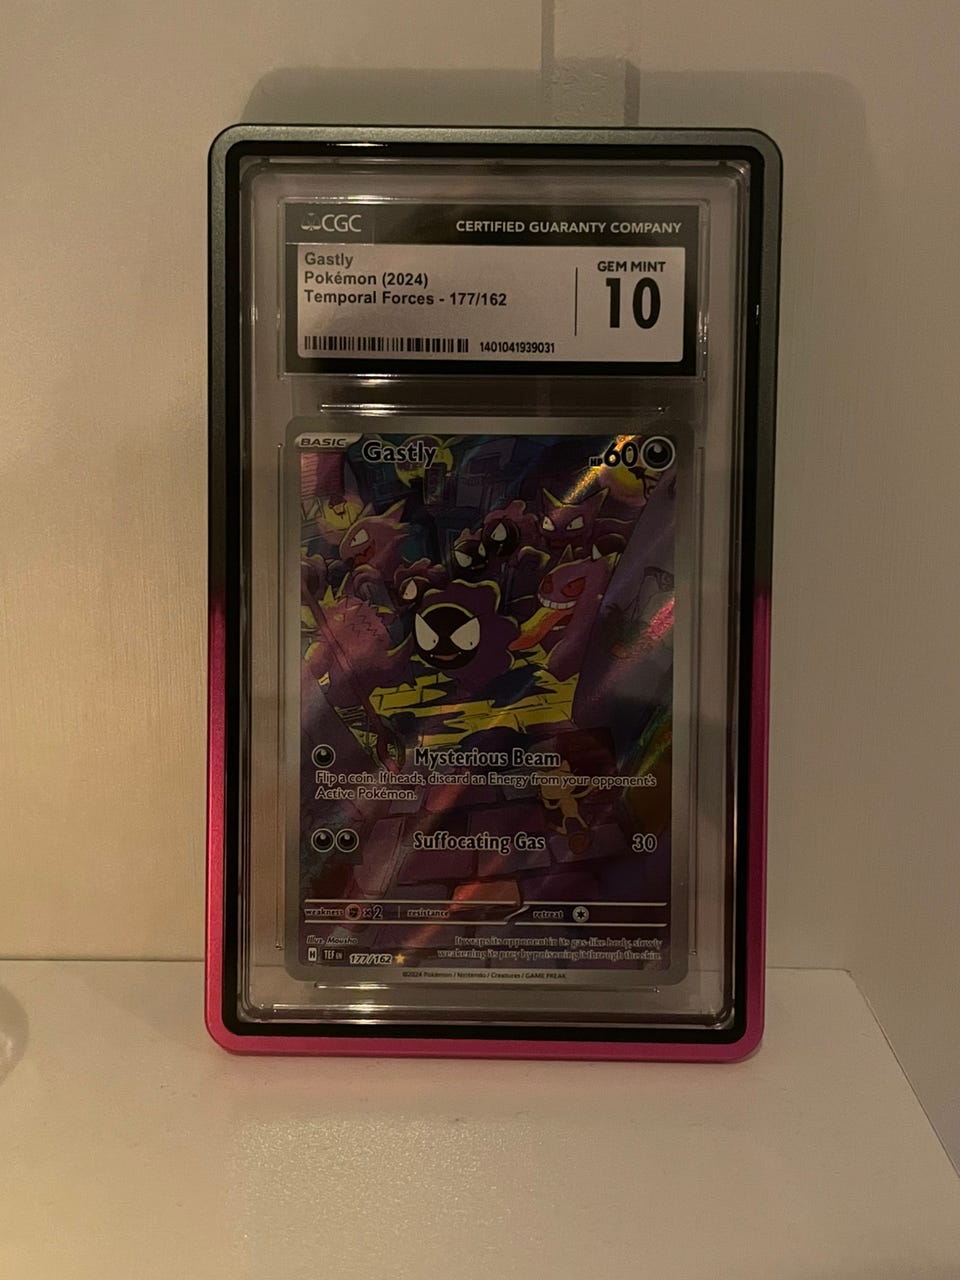 CGC
CERTIFIED GUARANTY COMPANY
Gastly
Pokémon (2024)
Temporal Forces - 177/162
GEM MINT
10
1401041939031
BASIC
Gastly
HP60
Mysterious Beam
Flip a coin. If heads, discard an Energy from your opponent's
Active Pokémon.
Suffocating Gas 30
weakness ×2 resistance retreat
Illus. Mousho
It wraps its opponent in its gas-like body, slowly
weakening its prey by poisoning it through the skin.
H TEF EN 177/162
©2024 Pokémon / Nintendo / Creatures / GAME FREAK